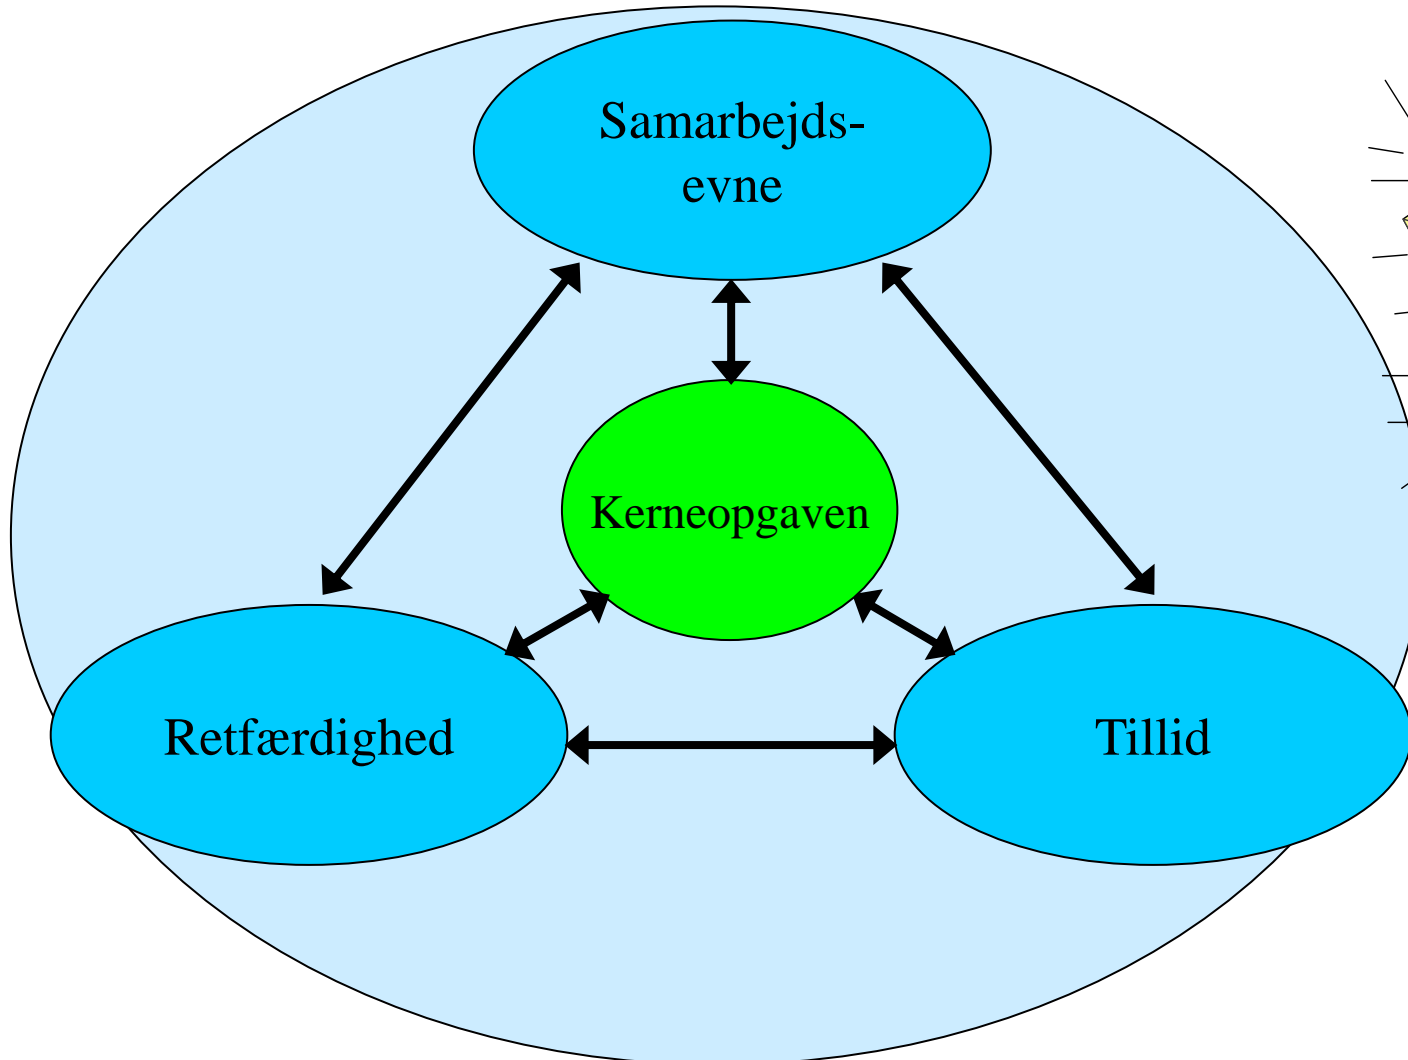 Samarbejds-
evne
Kerneopgaven
Retfærdighed
Tillid